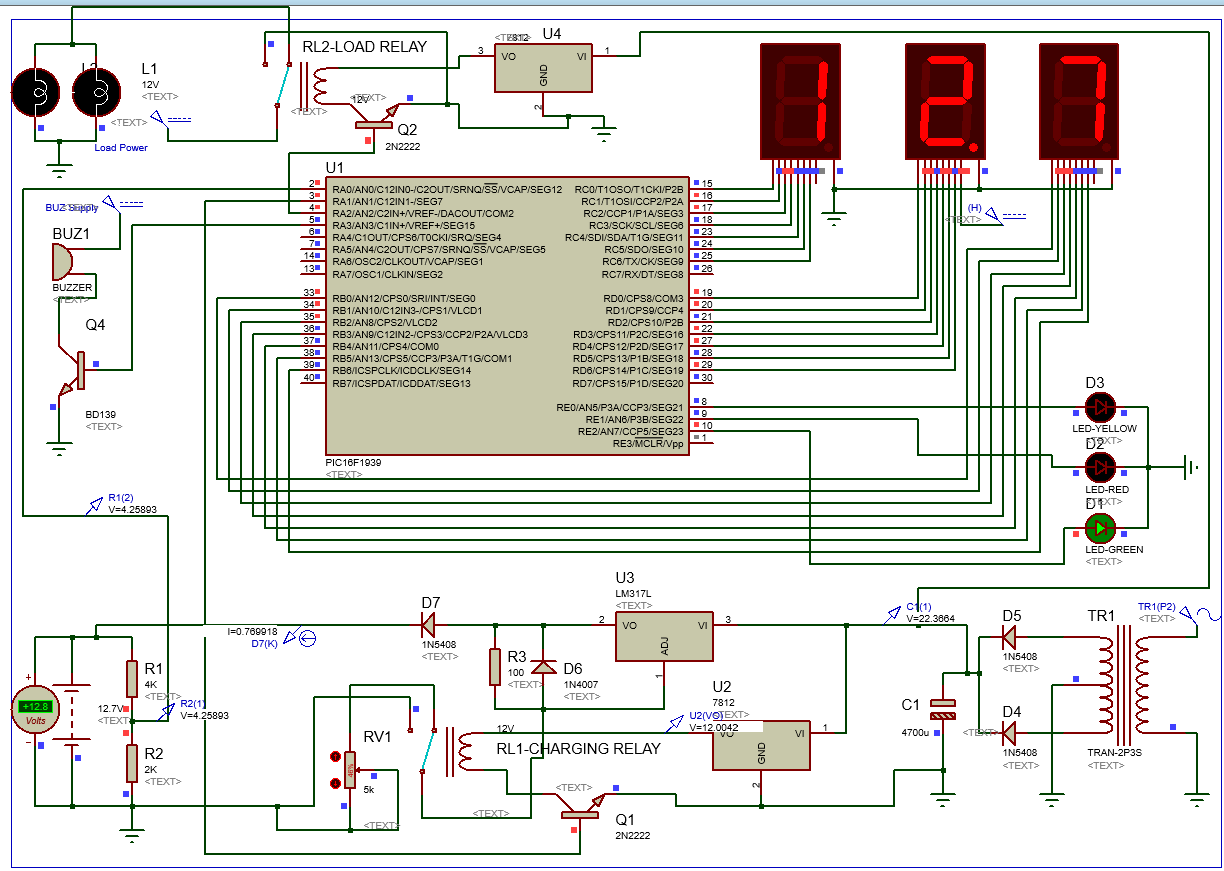 RL2-LOAD RELAY
U4
7812
3
VO
VI
1
GND
2
L2
L1
12V
<TEXT>
<TEXT>
Load Power
12V
<TEXT>
<TEXT>
Q2
2N2222
1 2. 7
U1
2
RA0/AN0/C12IN0-/C2OUT/SRNQ/SS/VCAP/SEG12
3
RA1/AN1/C12IN1-/SEG7
4
RA2/AN2/C2IN+/VREF-/DACOUT/COM2
5
RA3/AN3/C1IN+/VREF+/SEG15
6
RA4/C1OUT/CPS6/T0CKI/SRQ/SEG4
7
RA5/AN4/C2OUT/CPS7/SRNQ/SS/VCAP/SEG5
14
RA6/OSC2/CLKOUT/VCAP/SEG1
13
RA7/OSC1/CLKIN/SEG2
33
RB0/AN12/CPS0/SRI/INT/SEG0
34
RB1/AN10/C12IN3-/CPS1/VLCD1
35
RB2/AN8/CPS2/VLCD2
36
RB3/AN9/C12IN2-/CPS3/CCP2/P2A/VLCD3
37
RB4/AN11/CPS4/COM0
38
RB5/AN13/CPS5/CCP3/P3A/T1G/COM1
39
RB6/ICSPCLK/ICDCLK/SEG14
40
RB7/ICSPDAT/ICDDAT/SEG13
RC0/T1OSO/T1CKI/P2B
15
RC1/T1OSI/CCP2/P2A
16
RC2/CCP1/P1A/SEG3
17
RC3/SCK/SCL/SEG6
18
RC4/SDI/SDA/T1G/SEG11
23
RC5/SDO/SEG10
24
RC6/TX/CK/SEG9
25
RC7/RX/DT/SEG8
26
RD0/CPS8/COM3
19
RD1/CPS9/CCP4
20
RD2/CPS10/P2B
21
RD3/CPS11/P2C/SEG16
22
RD4/CPS12/P2D/SEG17
27
RD5/CPS13/P1B/SEG18
28
RD6/CPS14/P1C/SEG19
29
RD7/CPS15/P1D/SEG20
30
RE0/AN5/P3A/CCP3/SEG21
8
RE1/AN6/P3B/SEG22
9
RE2/AN7/CCP5/SEG23
10
RE3/MCLR/Vpp
1
PIC16F1939
<TEXT>
(H)
<TEXT>
BUZ Supply
<TEXT>
BUZ1
BUZZER
<TEXT>
Q4
BD139
<TEXT>
D3
LED-YELLOW
<TEXT>
D2
LED-RED
<TEXT>
D1
LED-GREEN
<TEXT>
R1(2)
V=4.25893
U3
LM317L
<TEXT>
2
VO
VI
3
ADJ
1
D7
1N5408
<TEXT>
I=0.769918
D7(K)
C1(1)
V=22.3664
D5
1N5408
<TEXT>
TR1
TR1(P2)
<TEXT>
R3
100
<TEXT>
D6
1N4007
<TEXT>
+
+12.8
Volts
12.7V
<TEXT>
R1
4K
<TEXT>
R2(1)
V=4.25893
R2
2K
<TEXT>
U2
7812
<TEXT>
U2(VO)
V=12.0042
VO
VI
1
GND
2
C1
4700u
<TEXT>
D4
1N5408
<TEXT>
TRAN-2P3S
<TEXT>
RV1
5k
<TEXT>
12V
RL1-CHARGING RELAY
<TEXT>
<TEXT>
Q1
2N2222